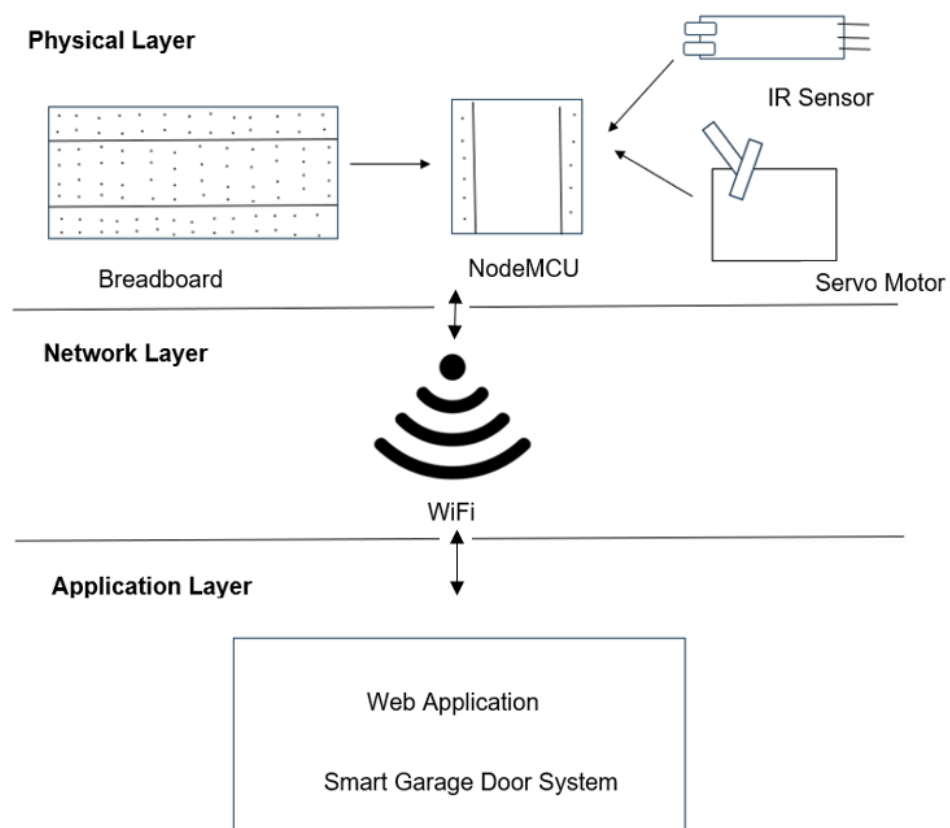 Physical Layer
IR Sensor
Breadboard
NodeMCU
Servo Motor
Network Layer
WiFi
Application Layer
Web Application
Smart Garage Door System